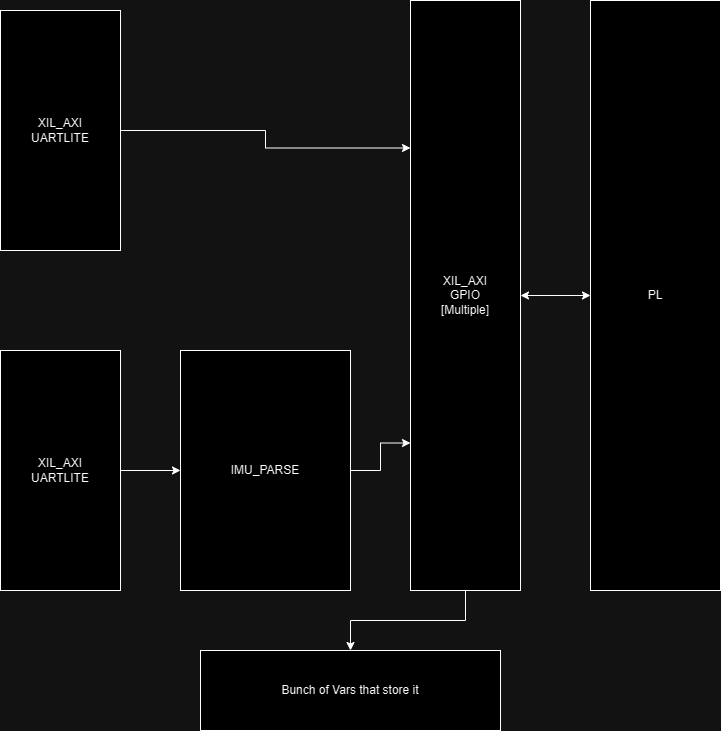 XIL_AXI
UARTLITE
XIL_AXI
GPIO
[Multiple]
PL
XIL_AXI
UARTLITE
IMU_PARSE
Bunch of Vars that store it